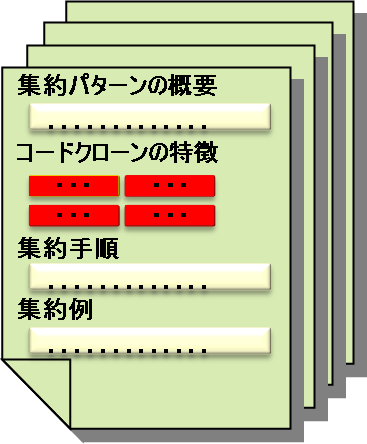 集約パターンの概要
. . . . . . . . . . . . .
コードクローンの特徴
... ...
... ...
集約手順
. . . . . . . . . . . . .
集約例
. . . . . . . . . . . . .